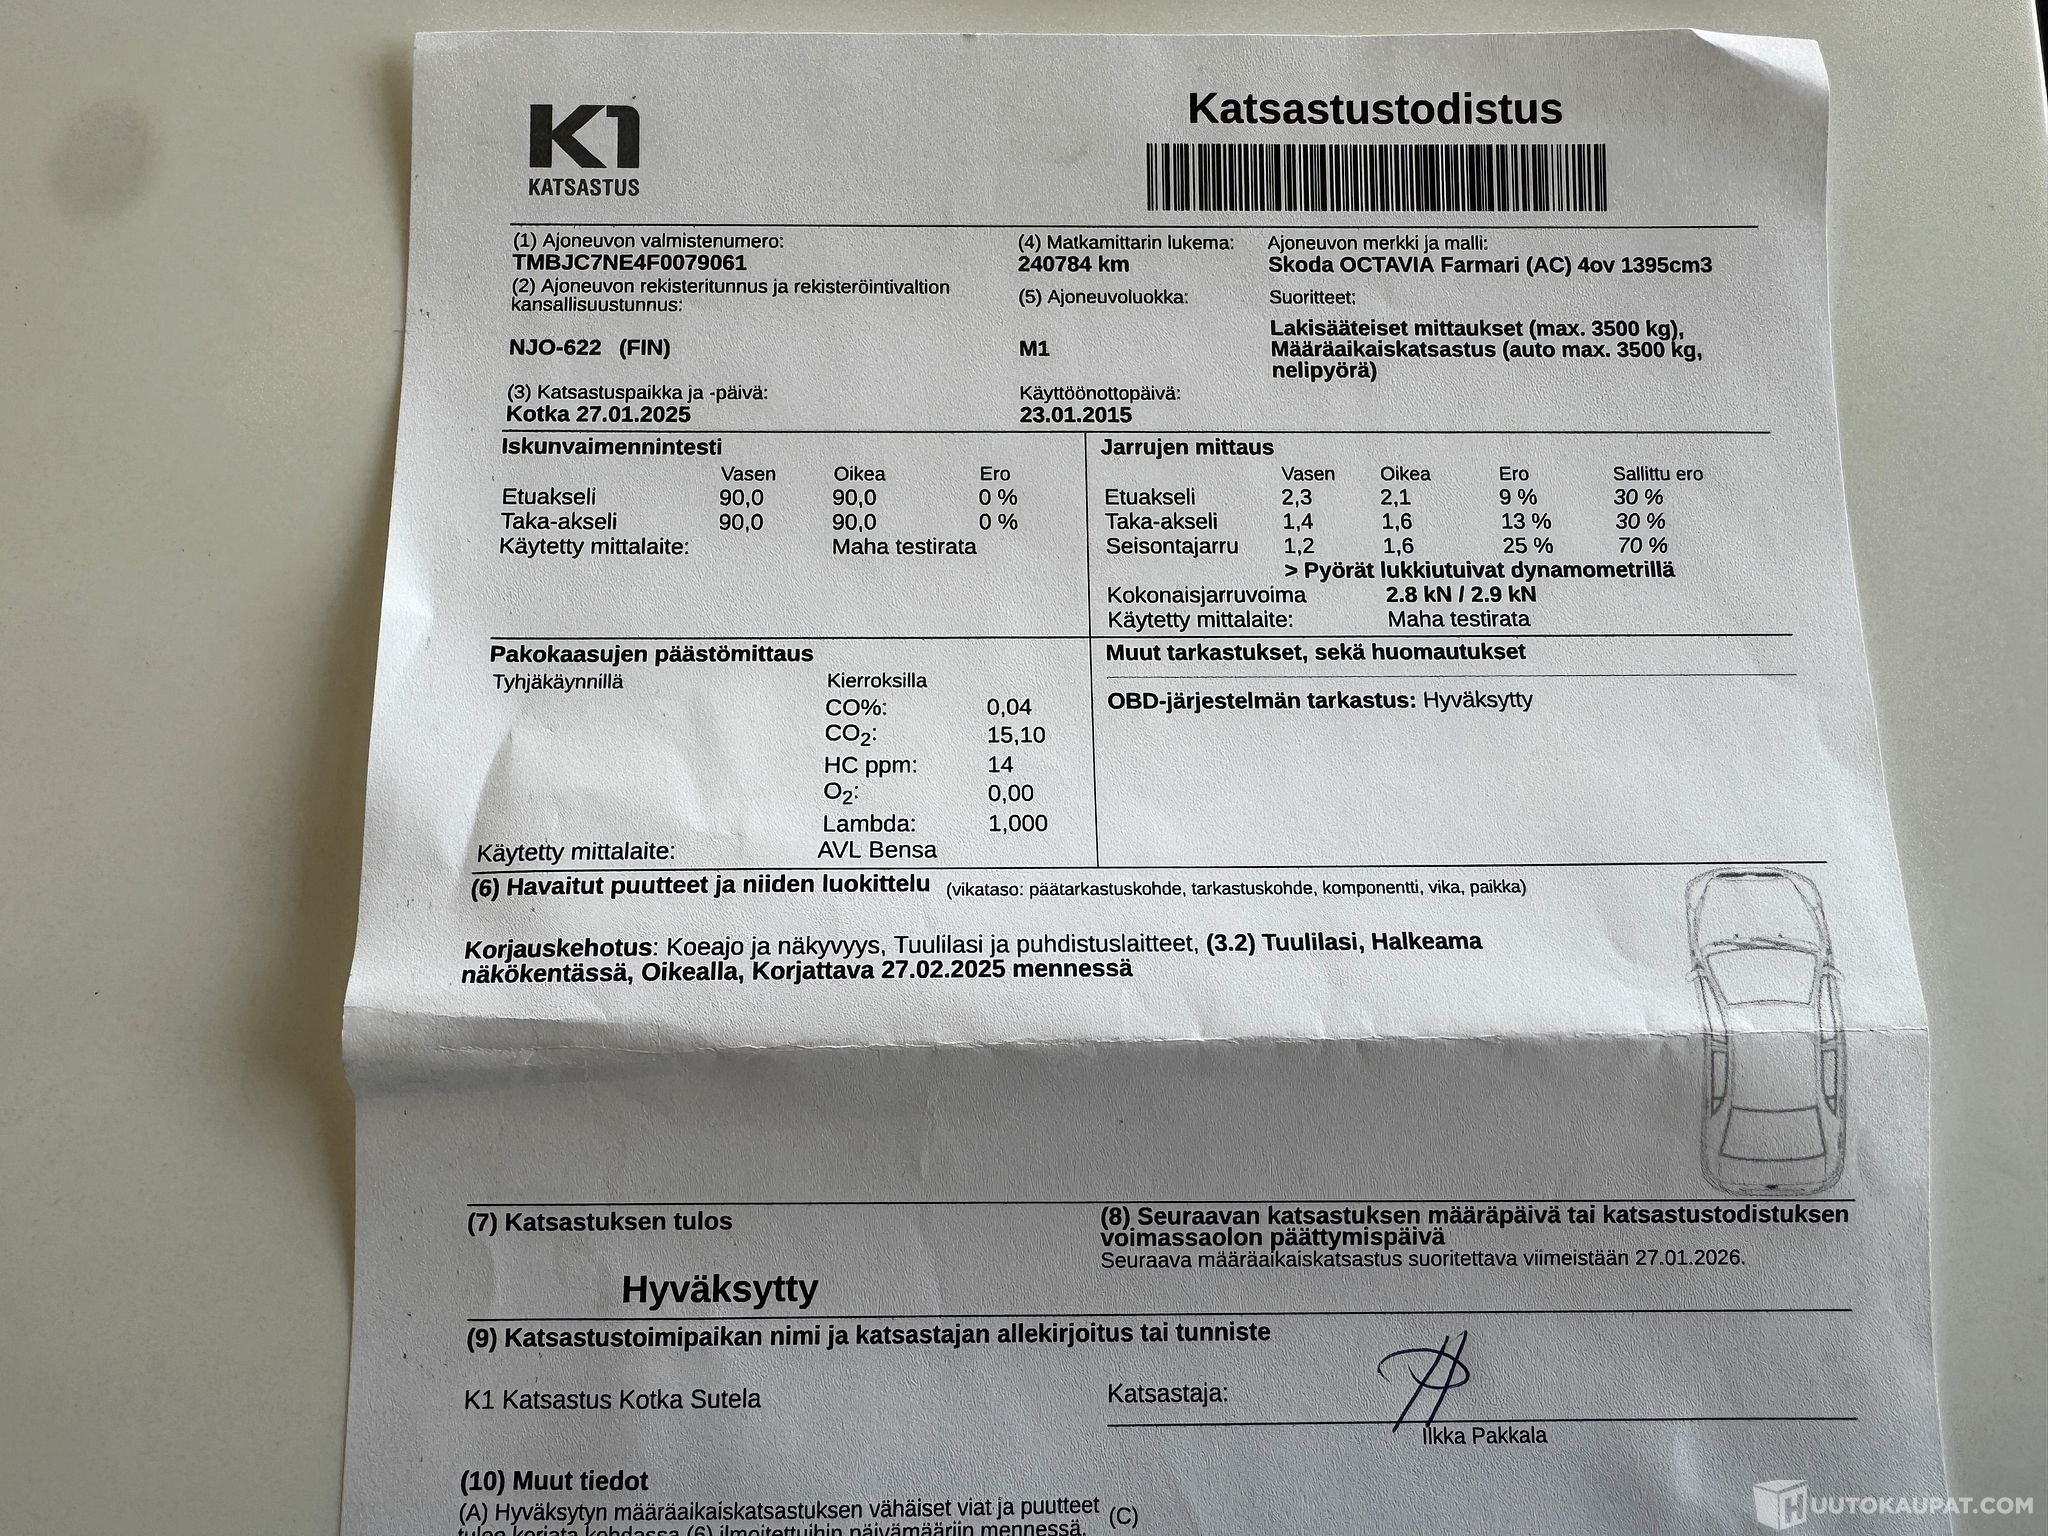 K1
KATSASTUS
Katsastustodistus
(1) Ajoneuvon valmistenumero:
TMBJC7NE4F0079061
(4) Matkamittarin lukema:
240784 km
Ajoneuvon merkki ja malli:
Skoda OCTAVIA Farmari (AC) 4ov 1395cm3
(2) Ajoneuvon rekisteritunnus ja rekisteröintivaltion
kansallisuustunnus:
NJO-622 (FIN)
(5) Ajoneuvoluokka:
M1
Suoritteet:
Lakisääteiset mittaukset (max. 3500 kg),
Määräaikaiskatsastus (auto max. 3500 kg,
nelipyörä)
(3) Katsastuspaikka ja -päivä:
Kotka 27.01.2025
Käyttöönottopäivä:
23.01.2015
Iskunvaimennintesti
Vasen Oikea Ero
Etuakseli 90,0 90,0 0 %
Taka-akseli 90,0 90,0 0 %
Käytetty mittalaite: Maha testirata
Jarrujen mittaus
Vasen Oikea Ero Sallittu ero
Etuakseli 2,3 2,1 9 % 30 %
Taka-akseli 1,4 1,6 13 % 30 %
Seisontajarru 1,2 1,6 25 % 70 %
> Pyörät lukkiutuivat dynamometrillä
Kokonaisjarruvoima 2.8 kN / 2.9 kN
Käytetty mittalaite: Maha testirata
Pakokaasujen päästömittaus
Tyhjäkäynnillä Kierroksilla
CO%: 0,04
CO2: 15,10
HC ppm: 14
O2: 0,00
Lambda: 1,000
Käytetty mittalaite: AVL Bensa
Muut tarkastukset, sekä huomautukset
OBD-järjestelmän tarkastus: Hyväksytty
(6) Havaitut puutteet ja niiden luokittelu (vikataso: päätarkastuskohde, tarkastuskohde, komponentti, vika, paikka)
Korjauskehotus: Koeajo ja näkyvyys, Tuulilasi ja puhdistuslaitteet, (3.2) Tuulilasi, Halkeama
näkökentässä, Oikealla, Korjattava 27.02.2025 mennessä
(7) Katsastuksen tulos
Hyväksytty
(8) Seuraavan katsastuksen määräpäivä tai katsastustodistuksen
voimassaolon päättymispäivä
Seuraava määräaikaiskatsastus suoritettava viimeistään 27.01.2026.
(9) Katsastustoimipaikan nimi ja katsastajan allekirjoitus tai tunniste
K1 Katsastus Kotka Sutela
Katsastaja:
Ilkka Pakkala
(10) Muut tiedot
(A) Hyväksytyn määräaikaiskatsastuksen vähäiset viat ja puutteet
tulee korjata kohdassa (6) ilmoitettuihin päivämääriin mennessä.
(C)
HUUTOKAUPAT.COM